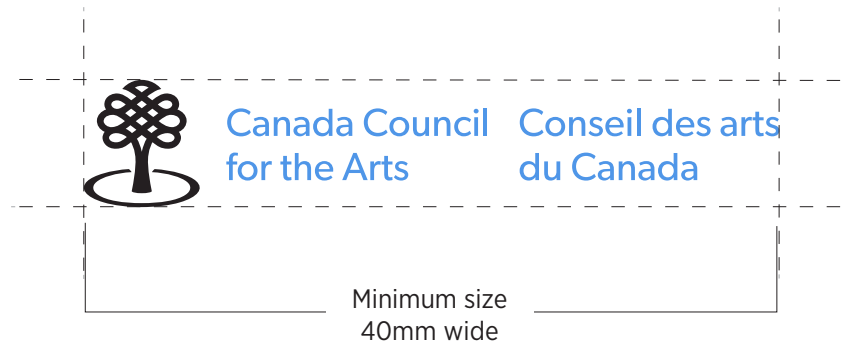 Canada Council
for the Arts
Conseil des arts
du Canada
Minimum size
40mm wide